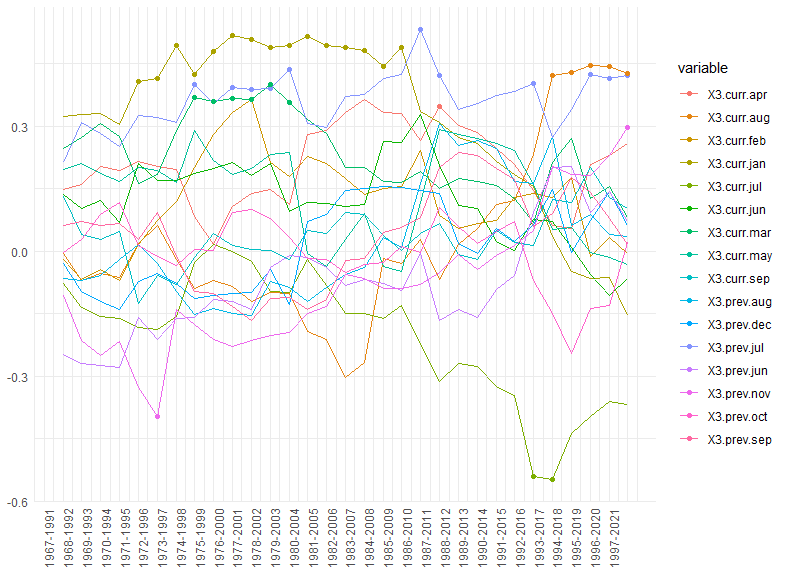 variable
X3.curr.apr
X3.curr.aug
X3.curr.feb
X3.curr.jan
X3.curr.jul
X3.curr.jun
X3.curr.mar
X3.curr.may
X3.curr.sep
X3.prev.aug
X3.prev.dec
X3.prev.jul
X3.prev.jun
X3.prev.nov
X3.prev.oct
X3.prev.sep
0.3
0.0
-0.3
-0.6
1967-1991
1968-1992
1969-1993
1970-1994
1971-1995
1972-1996
1973-1997
1974-1998
1975-1999
1976-2000
1977-2001
1978-2002
1979-2003
1980-2004
1981-2005
1982-2006
1983-2007
1984-2008
1985-2009
1986-2010
1987-2011
1988-2012
1989-2013
1990-2014
1991-2015
1992-2016
1993-2017
1994-2018
1995-2019
1996-2020
1997-2021